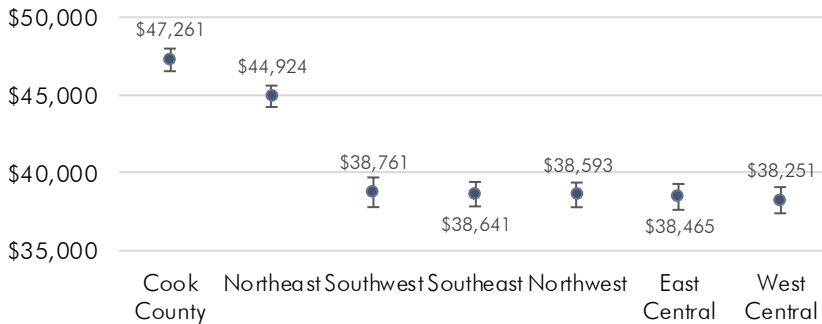 $50,000
$47,261
$44,924
$45,000
$38,761
$38,593
$38,251
$40,000
$38,641
$38,465
$35,000
Cook County
Northeast
Southwest
Southeast
Northwest
East Central
West Central